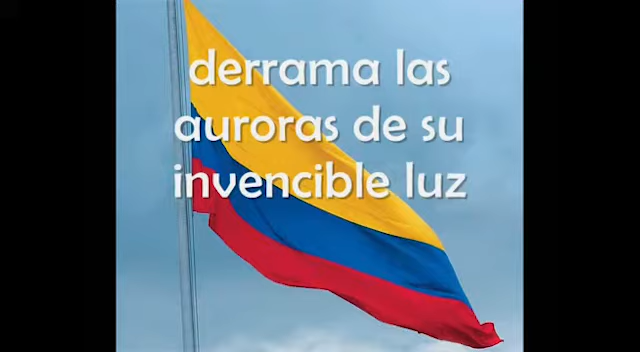 derrama las
auroras de su
invencible luz